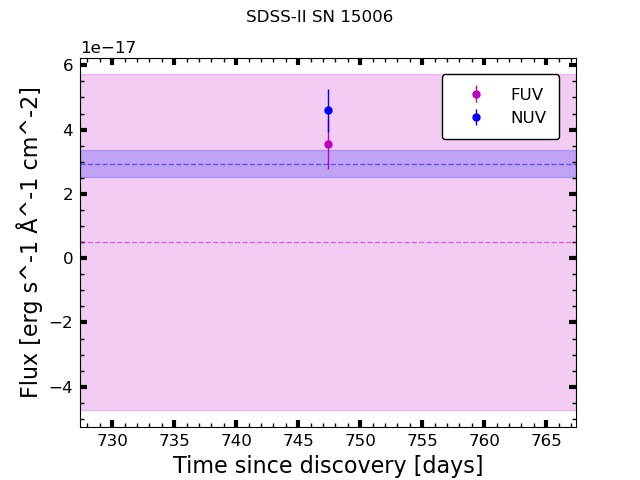 SDSS-II SN 15006
1e−17
FUV
NUV
6
4
2
0
−2
−4
Flux [erg s^-1 Å^-1 cm^-2]
730 735 740 745 750 755 760 765
Time since discovery [days]